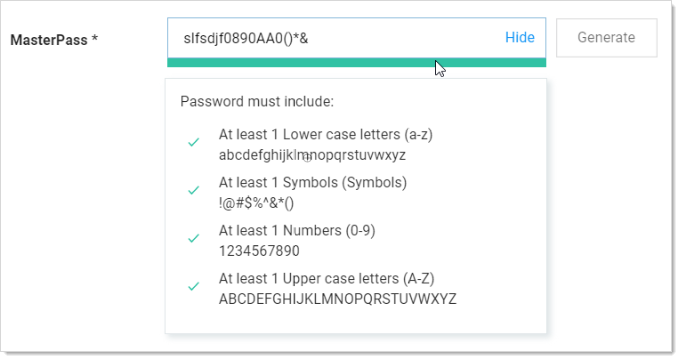 MasterPass * slfsdjf0890AA0()*& Hide Generate
Password must include:
At least 1 Lower case letters (a-z)
abcdefghijklmnopqrstuvwxyz
At least 1 Symbols (Symbols)
!@#$%^&*()
At least 1 Numbers (0-9)
1234567890
At least 1 Upper case letters (A-Z)
ABCDEFGHIJKLMNOPQRSTUVWXYZ